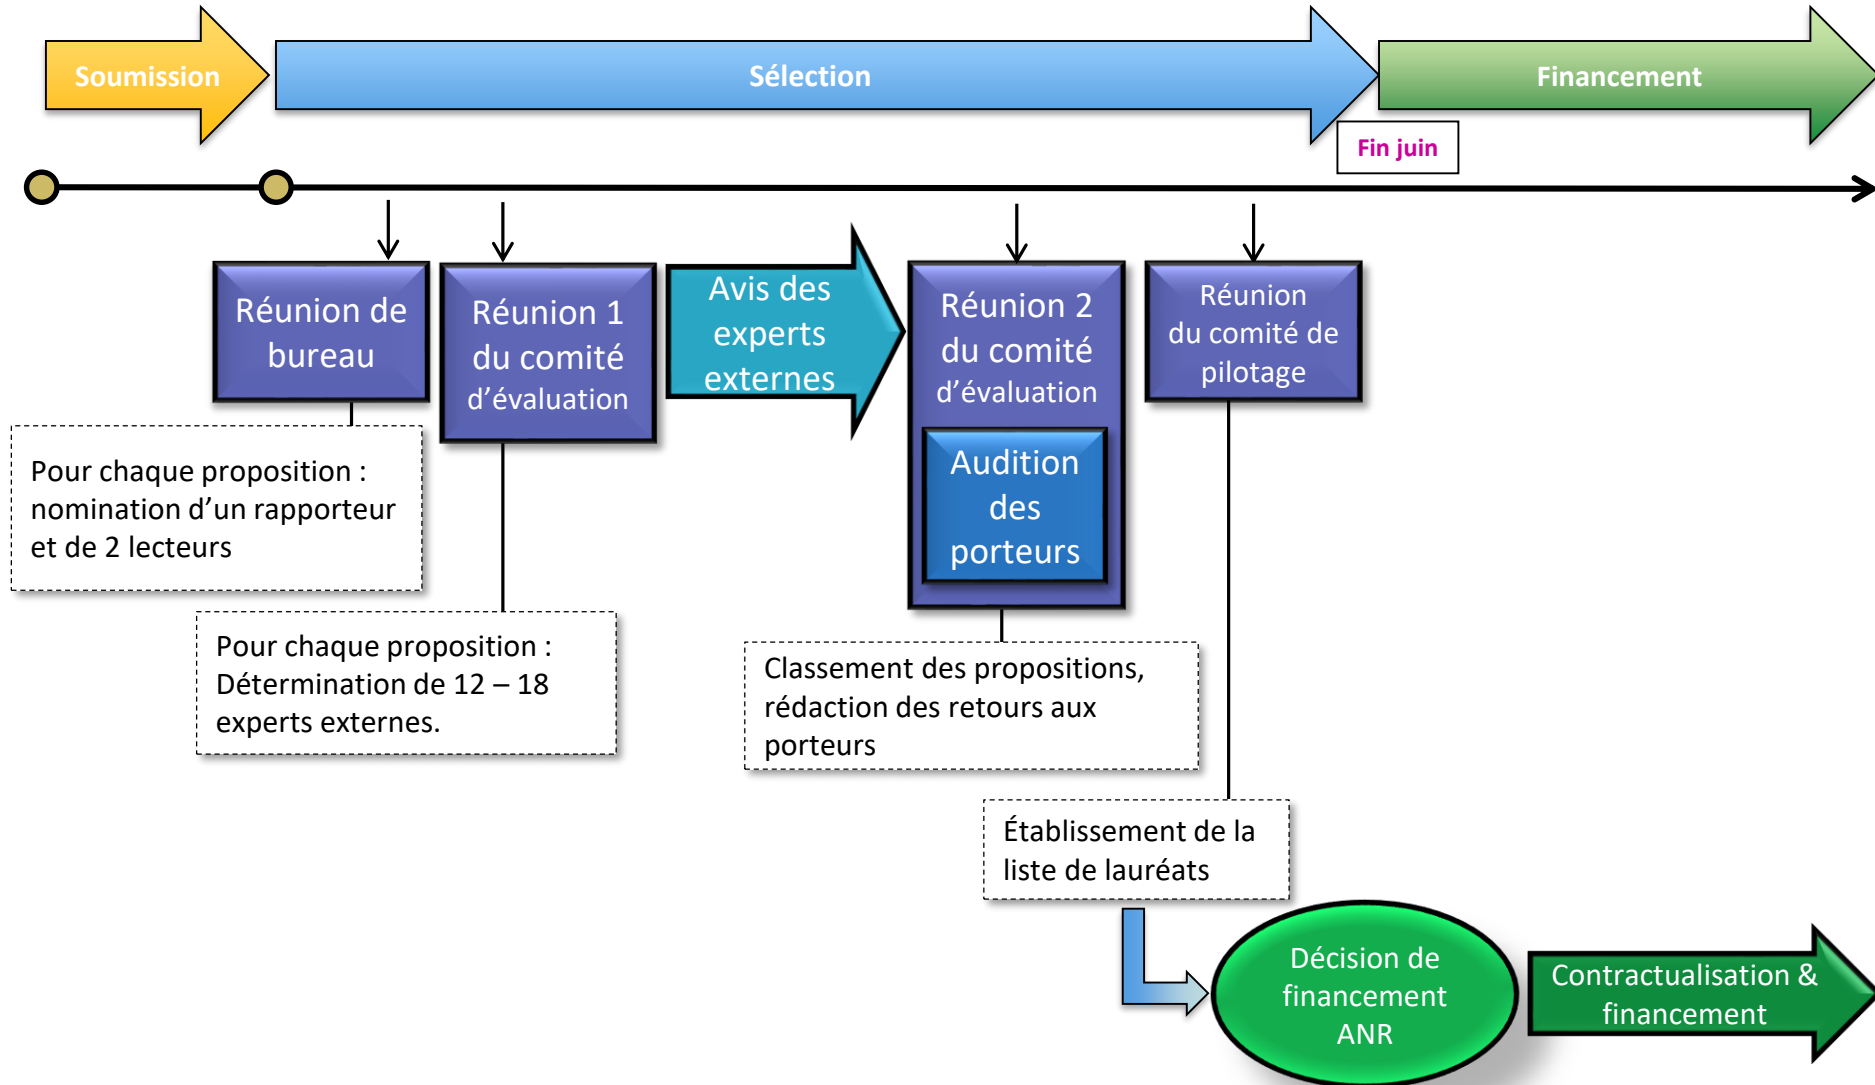 Soumission
Sélection
Financement
Fin juin
Réunion de
bureau
Réunion 1
du comité
d’évaluation
Avis des
experts
externes
Réunion 2
du comité
d’évaluation
Audition
des
porteurs
Réunion
du comité de
pilotage
Pour chaque proposition :
nomination d’un rapporteur
et de 2 lecteurs
Pour chaque proposition :
Détermination de 12 – 18
experts externes.
Classement des propositions,
rédaction des retours aux
porteurs
Établissement de la
liste de lauréats
Décision de
financement
ANR
Contractualisation &
financement